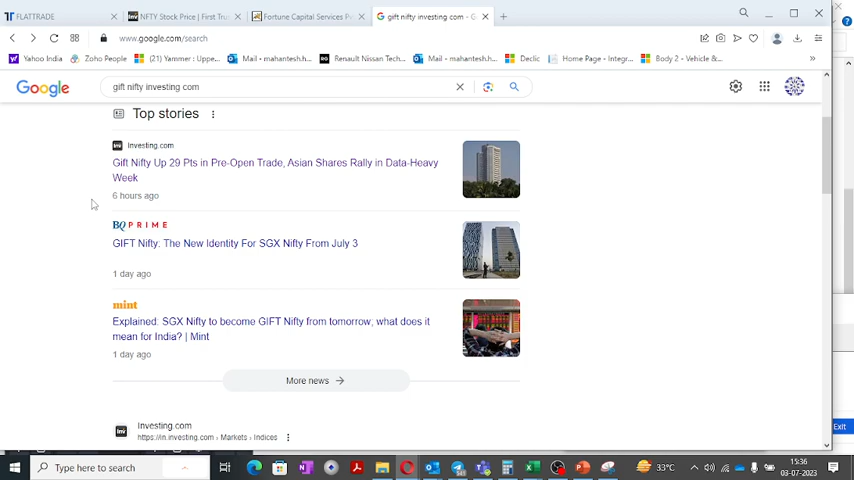 FLATTRADE
NFTY Stock Price | First Tru
Fortune Capital Services P
gift nifty investing com - G
www.google.com/search
Yahoo India
Zoho People
(1) Yammer : Uppe...
Mail - mahantesh.h...
Renault Nissan Tech...
Mail - mahantesh.h...
Declic
Home Page - Integr...
Body 2 - Vehicle &...
Google
gift nifty investing com
Top stories
Inv
Investing.com
Gift Nifty Up 29 Pts in Pre-Open Trade, Asian Shares Rally in Data-Heavy
Week
6 hours ago
BQ PRIME
GIFT Nifty: The New Identity For SGX Nifty From July 3
1 day ago
mint
Explained: SGX Nifty to become GIFT Nifty from tomorrow; what does it
mean for India? | Mint
1 day ago
More news
Inv
Investing.com
https://in.investing.com › Markets › Indices
Exit
Type here to search
33°C
15:36
03-07-2023